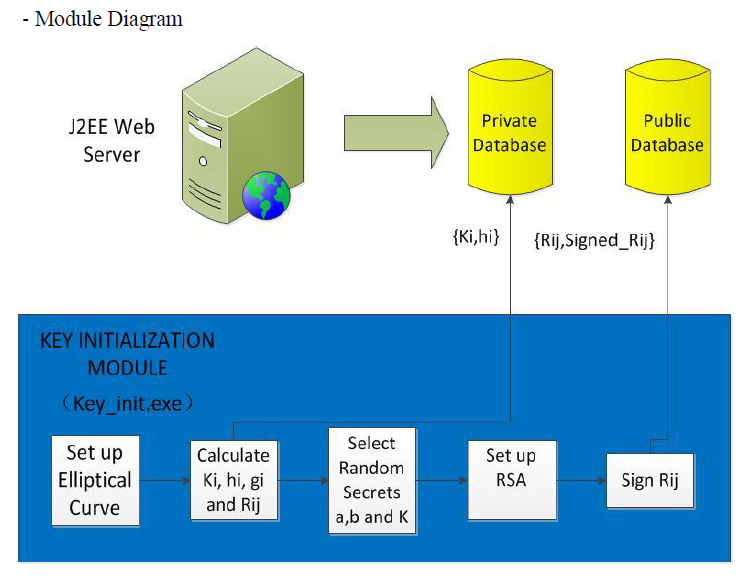 - Module Diagram
J2EE Web
Server
Private
Database
Public
Database
{Ki,hi}
{Rij,Signed_Rij}
KEY INITIALIZATION
MODULE
（Key_init.exe）
Set up
Elliptical
Curve
Calculate
Ki, hi, gi
and Rij
Select
Random
Secrets
a,b and K
Set up
RSA
Sign Rij